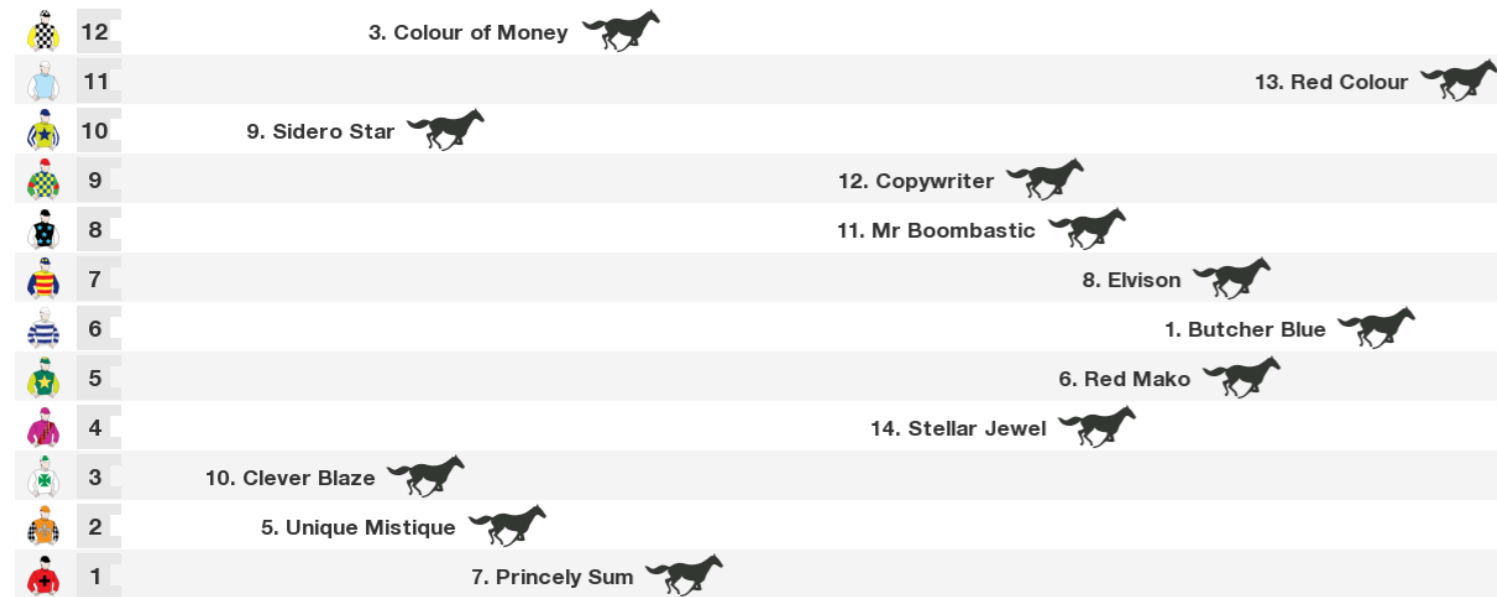 12 3. Colour of Money
11 13. Red Colour
10 9. Sidero Star
9 12. Copywriter
8 11. Mr Boombastic
7 8. Elvison
6 1. Butcher Blue
5 6. Red Mako
4 14. Stellar Jewel
3 10. Clever Blaze
2 5. Unique Mistique
1 7. Princely Sum